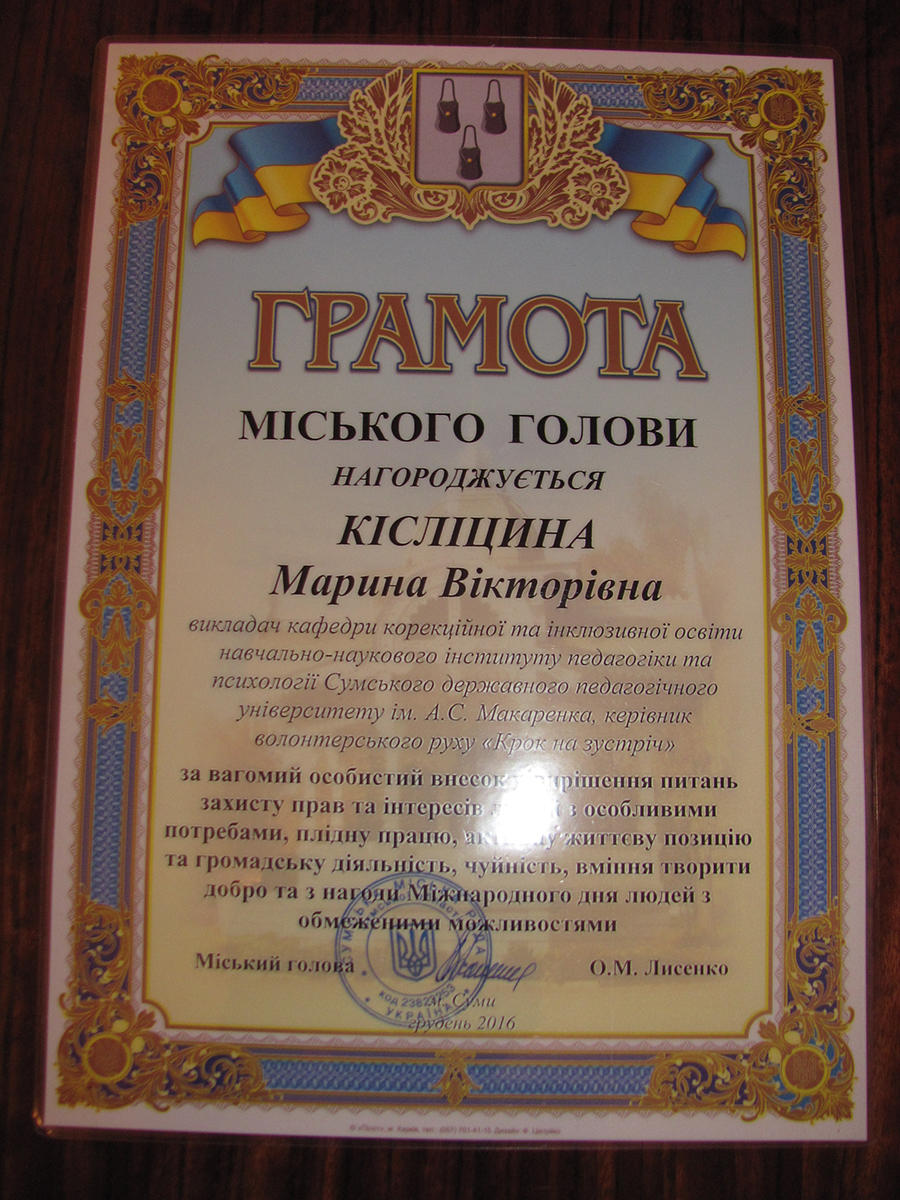 ГРАМОТА
МІСЬКОГО ГОЛОВИ
НАГОРОДЖУЄТЬСЯ
КІСЛІЦИНА
Марина Вікторівна
викладач кафедри корекційної та інклюзивної освіти
навчально-наукового інституту педагогіки та
психології Сумського державного педагогічного
університету ім. А.С. Макаренка, керівник
волонтерського руху «Крок на зустріч»
за вагомий особистий внесок вирішення питань
захисту прав та інтересів з особливими
потребами, плідну працю, життєву позицію
та громадську діяльність, чуйність, вміння творити
добро та з нагоди Міжнародного дня людей з
обмеженими можливостями
Міський голова
О.М. Лисенко
м. Суми
грудень 2016
УКРАЇНА